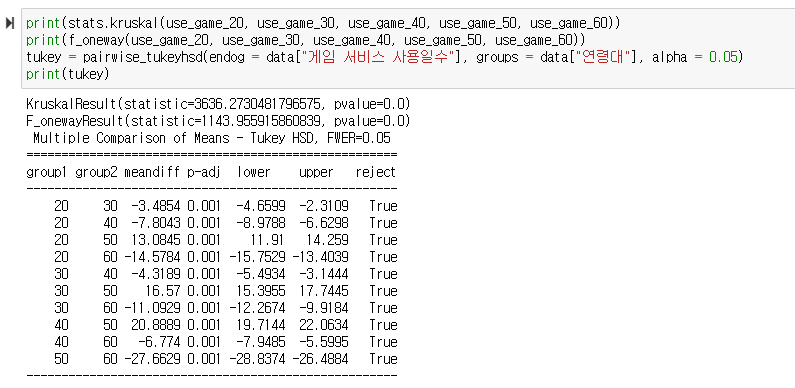 print(stats.kruskal(use_game_20, use_game_30, use_game_40, use_game_50, use_game_60))
print(f_oneway(use_game_20, use_game_30, use_game_40, use_game_50, use_game_60))
tukey = pairwise_tukeyhsd(endog = data["게임 서비스 사용일수"], groups = data["연령대"], alpha = 0.05)
print(tukey)
KruskalResult(statistic=3636.2730481796575, pvalue=0.0)
F_onewayResult(statistic=1143.955915860839, pvalue=0.0)
Multiple Comparison of Means - Tukey HSD, FWER=0.05
====================================================
group1 group2 meandiff p-adj lower upper reject
----------------------------------------------------
20 30 -3.4854 0.001 -4.6599 -2.3109 True
20 40 -7.8043 0.001 -8.9788 -6.6298 True
20 50 13.0845 0.001 11.91 14.259 True
20 60 -14.5784 0.001 -15.7529 -13.4039 True
30 40 -4.3189 0.001 -5.4934 -3.1444 True
30 50 16.57 0.001 15.3955 17.7445 True
30 60 -11.0929 0.001 -12.2674 -9.9184 True
40 50 20.8889 0.001 19.7144 22.0634 True
40 60 -6.774 0.001 -7.9485 -5.5995 True
50 60 -27.6629 0.001 -28.8374 -26.4884 True
----------------------------------------------------